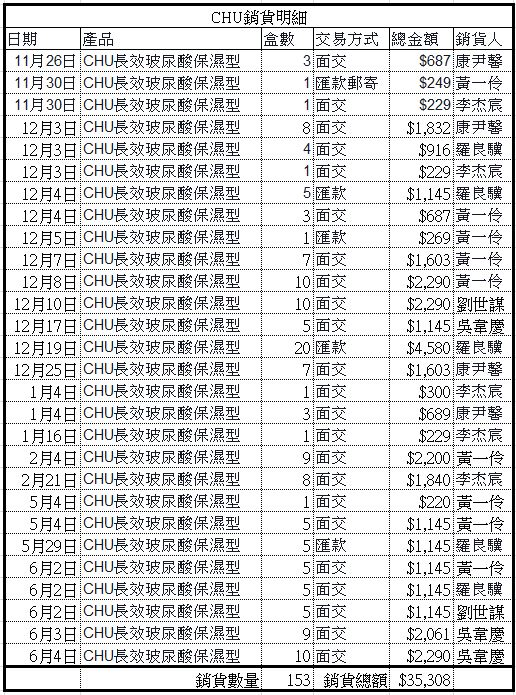 CHU銷貨明細
日期 產品 盒數 交易方式 總金額 銷貨人
11月26日 CHU長效玻尿酸保濕型 3 面交 $687 康尹馨
11月30日 CHU長效玻尿酸保濕型 1 匯款郵寄 $249 黃一伶
11月30日 CHU長效玻尿酸保濕型 1 面交 $229 李杰宸
12月3日 CHU長效玻尿酸保濕型 8 面交 $1,832 康尹馨
12月3日 CHU長效玻尿酸保濕型 4 面交 $916 羅良驥
12月3日 CHU長效玻尿酸保濕型 1 面交 $229 李杰宸
12月4日 CHU長效玻尿酸保濕型 5 匯款 $1,145 羅良驥
12月4日 CHU長效玻尿酸保濕型 3 面交 $687 黃一伶
12月5日 CHU長效玻尿酸保濕型 1 匯款 $269 黃一伶
12月7日 CHU長效玻尿酸保濕型 7 面交 $1,603 黃一伶
12月8日 CHU長效玻尿酸保濕型 10 面交 $2,290 黃一伶
12月10日 CHU長效玻尿酸保濕型 10 面交 $2,290 劉世謀
12月17日 CHU長效玻尿酸保濕型 5 面交 $1,145 吳韋慶
12月19日 CHU長效玻尿酸保濕型 20 匯款 $4,580 羅良驥
12月25日 CHU長效玻尿酸保濕型 7 面交 $1,603 康尹馨
1月4日 CHU長效玻尿酸保濕型 1 面交 $300 李杰宸
1月4日 CHU長效玻尿酸保濕型 3 面交 $689 康尹馨
1月16日 CHU長效玻尿酸保濕型 1 面交 $229 李杰宸
2月4日 CHU長效玻尿酸保濕型 9 面交 $2,200 黃一伶
2月21日 CHU長效玻尿酸保濕型 8 面交 $1,840 李杰宸
5月4日 CHU長效玻尿酸保濕型 1 面交 $220 黃一伶
5月4日 CHU長效玻尿酸保濕型 5 面交 $1,145 黃一伶
5月29日 CHU長效玻尿酸保濕型 5 匯款 $1,145 羅良驥
6月2日 CHU長效玻尿酸保濕型 5 面交 $1,145 黃一伶
6月2日 CHU長效玻尿酸保濕型 5 面交 $1,145 羅良驥
6月2日 CHU長效玻尿酸保濕型 5 面交 $1,145 劉世謀
6月3日 CHU長效玻尿酸保濕型 9 面交 $2,061 吳韋慶
6月4日 CHU長效玻尿酸保濕型 10 面交 $2,290 吳韋慶
銷貨數量 153 銷貨總額 $35,308